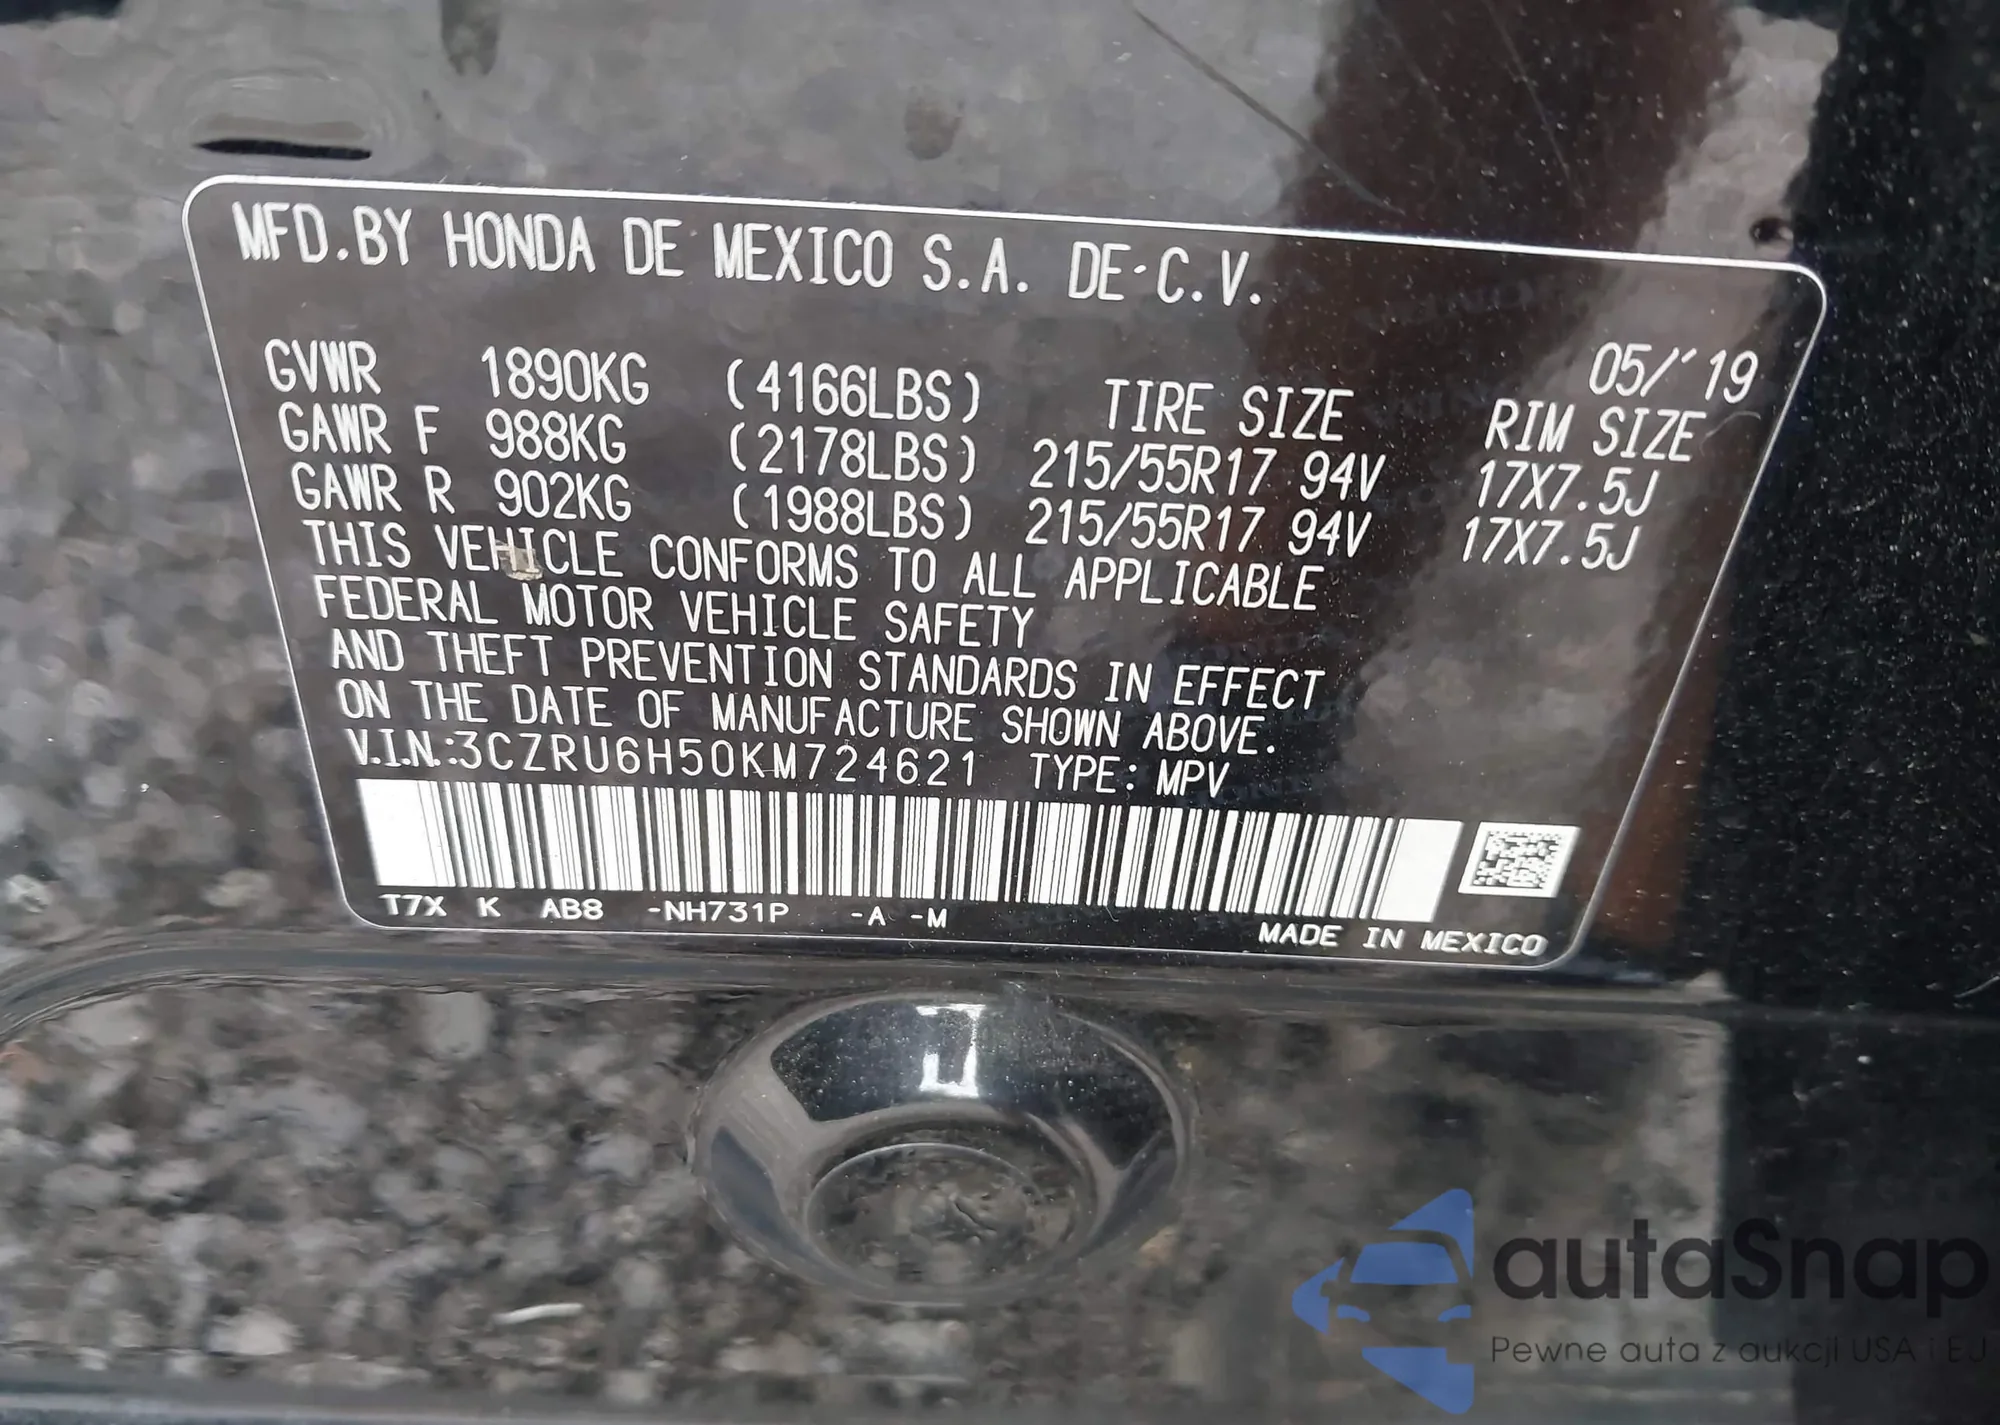 MFD.BY HONDA DE MEXICO S.A. DE C.V.
05/'19
GVWR 1890KG (4166LBS) TIRE SIZE RIM SIZE
GAWR F 988KG (2178LBS) 215/55R17 94V 17X7.5J
GAWR R 902KG (1988LBS) 215/55R17 94V 17X7.5J
THIS VEHICLE CONFORMS TO ALL APPLICABLE
FEDERAL MOTOR VEHICLE SAFETY
AND THEFT PREVENTION STANDARDS IN EFFECT
ON THE DATE OF MANUFACTURE SHOWN ABOVE.
V.I.N.:3CZRU6H50KM724621 TYPE: MPV
T7X K AB8 -NH731P -A -M
MADE IN MEXICO
autaSnap
Pewne auta z aukcji USA i EU